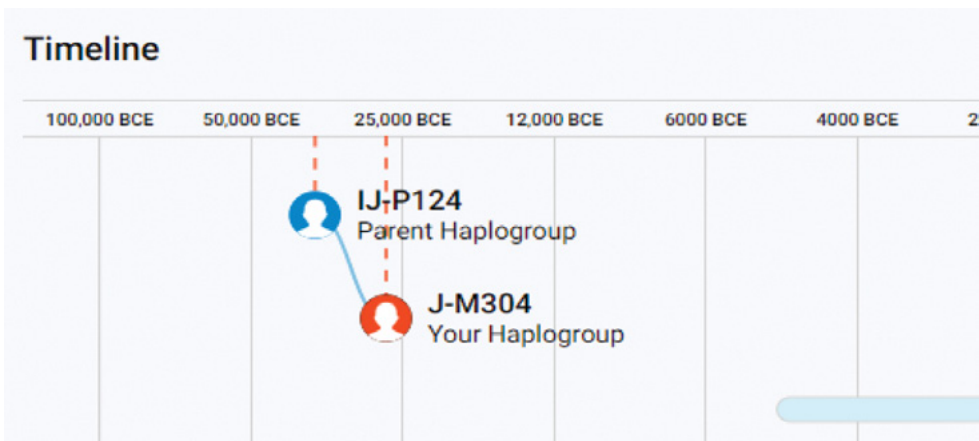 Timeline
100,000 BCE 50,000 BCE 25,000 BCE 12,000 BCE 6000 BCE 4000 BCE
IJ-P124
Parent Haplogroup
J-M304
Your Haplogroup